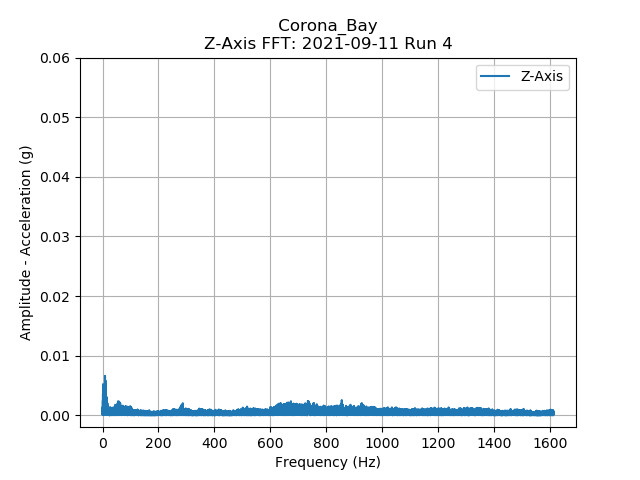 Corona_Bay
Z-Axis FFT: 2021-09-11 Run 4
Z-Axis
Amplitude - Acceleration (g)
0.06
0.05
0.04
0.03
0.02
0.01
0.00
0 200 400 600 800 1000 1200 1400 1600
Frequency (Hz)